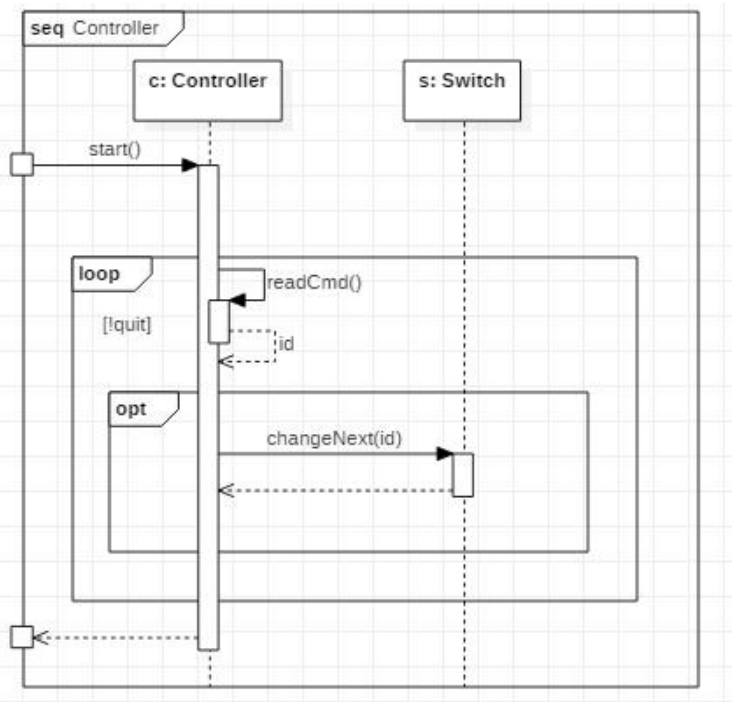 seq Controller
c: Controller
s: Switch
start()
loop
readCmd()
[!quit]
id
opt
changeNext(id)